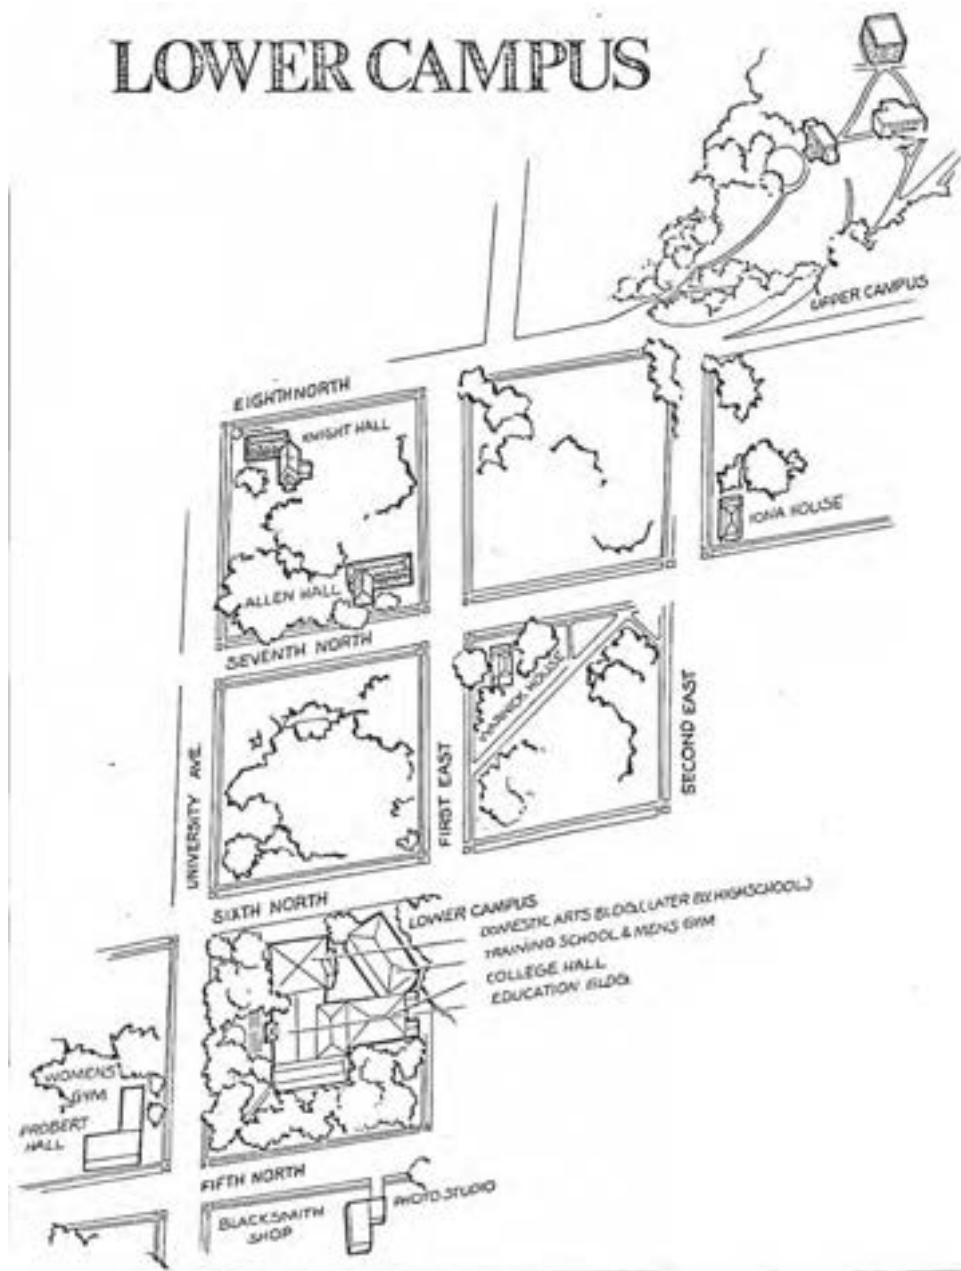 LOWER CAMPUS
UPPER CAMPUS
EIGHTH NORTH
KNIGHT HALL
IONA HOUSE
ALLEN HALL
SEVENTH NORTH
HOUSE
SECOND EAST
UNIVERSITY AVE.
FIRST EAST
SIXTH NORTH
LOWER CAMPUS
DOMESTIC ARTS BLDG. (LATER B.Y. HIGHSCHOOL)
TRAINING SCHOOL & MENS GYM
COLLEGE HALL
EDUCATION BLDG.
WOMENS'
GYM
PROBERT
HALL
FIFTH NORTH
BLACKSMITH
SHOP
PHOTO STUDIO